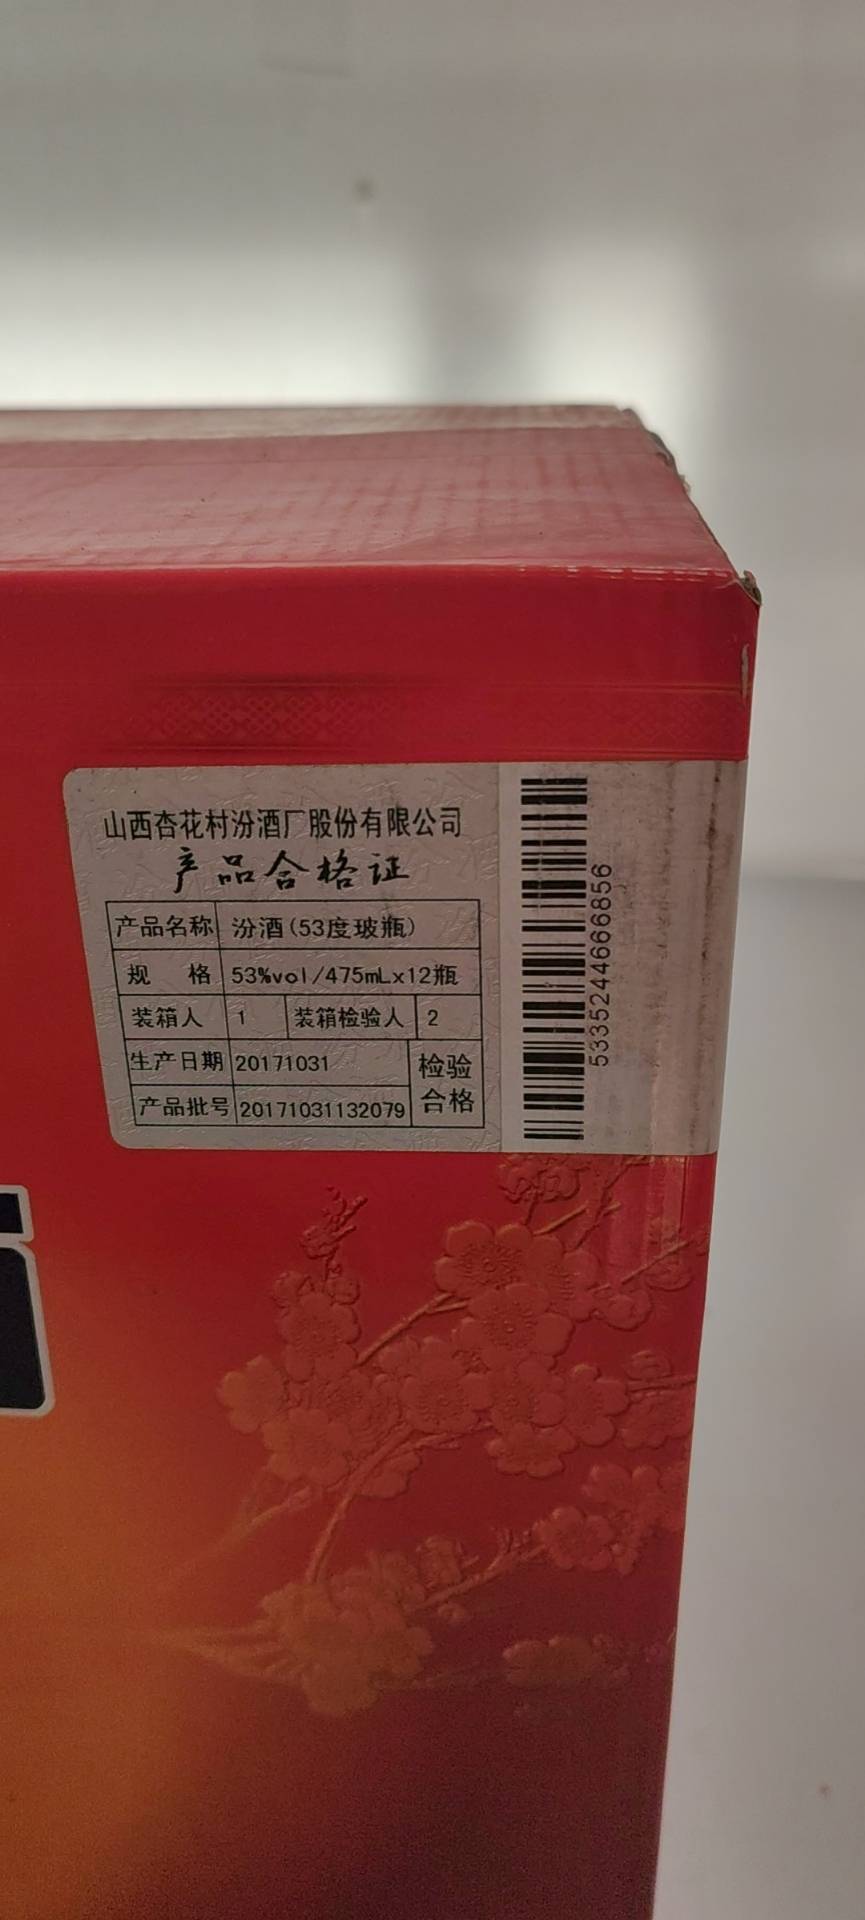 山西杏花村汾酒厂股份有限公司
产品合格证
产品名称 汾酒(53度玻瓶)
规 格 53%vol/475mLx12瓶
装箱人 1 装箱检验人 2
生产日期 20171031
检验合格
产品批号 20171031132079
5335244666856